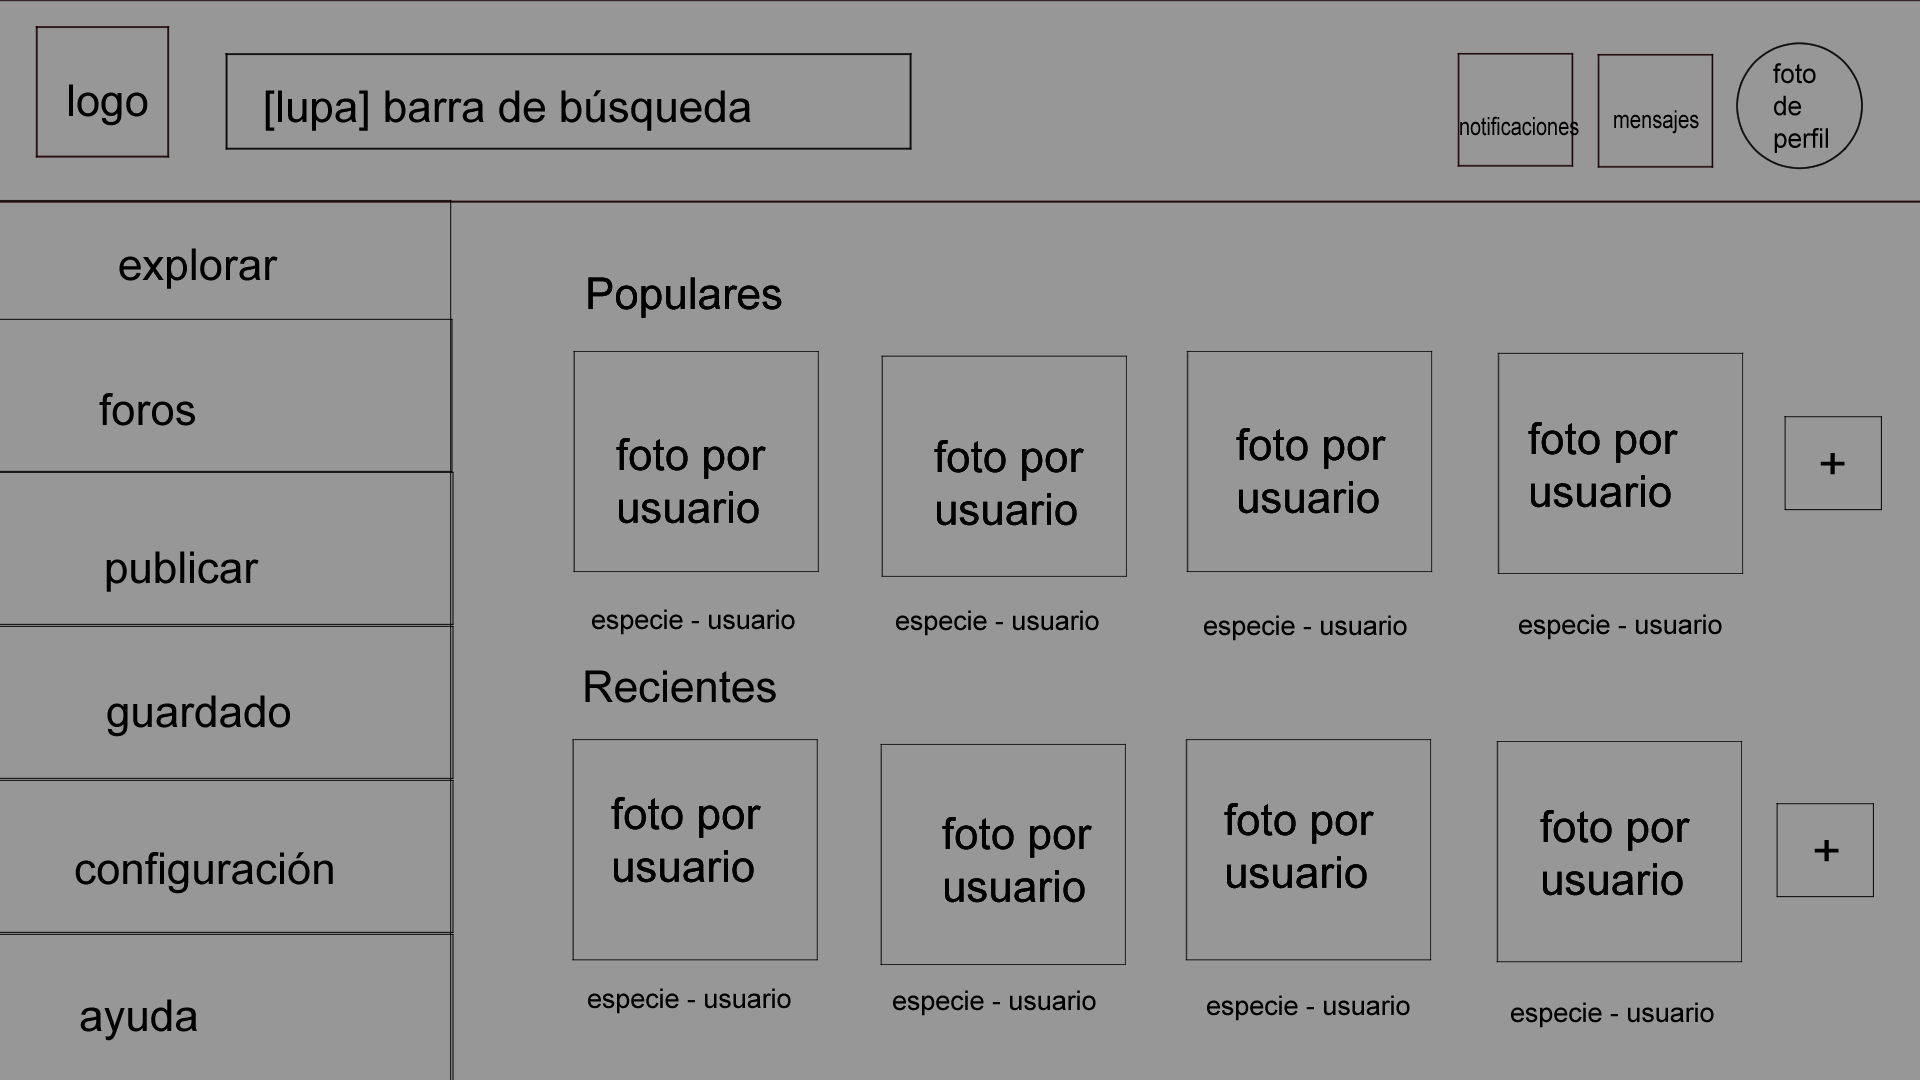 logo
[lupa] barra de búsqueda
notificaciones
mensajes
foto
de
perfil
explorar
foros
publicar
guardado
configuración
ayuda
Populares
foto por
usuario
foto por
usuario
foto por
usuario
foto por
usuario
+
especie - usuario
especie - usuario
especie - usuario
especie - usuario
Recientes
foto por
usuario
foto por
usuario
foto por
usuario
foto por
usuario
+
especie - usuario
especie - usuario
especie - usuario
especie - usuario